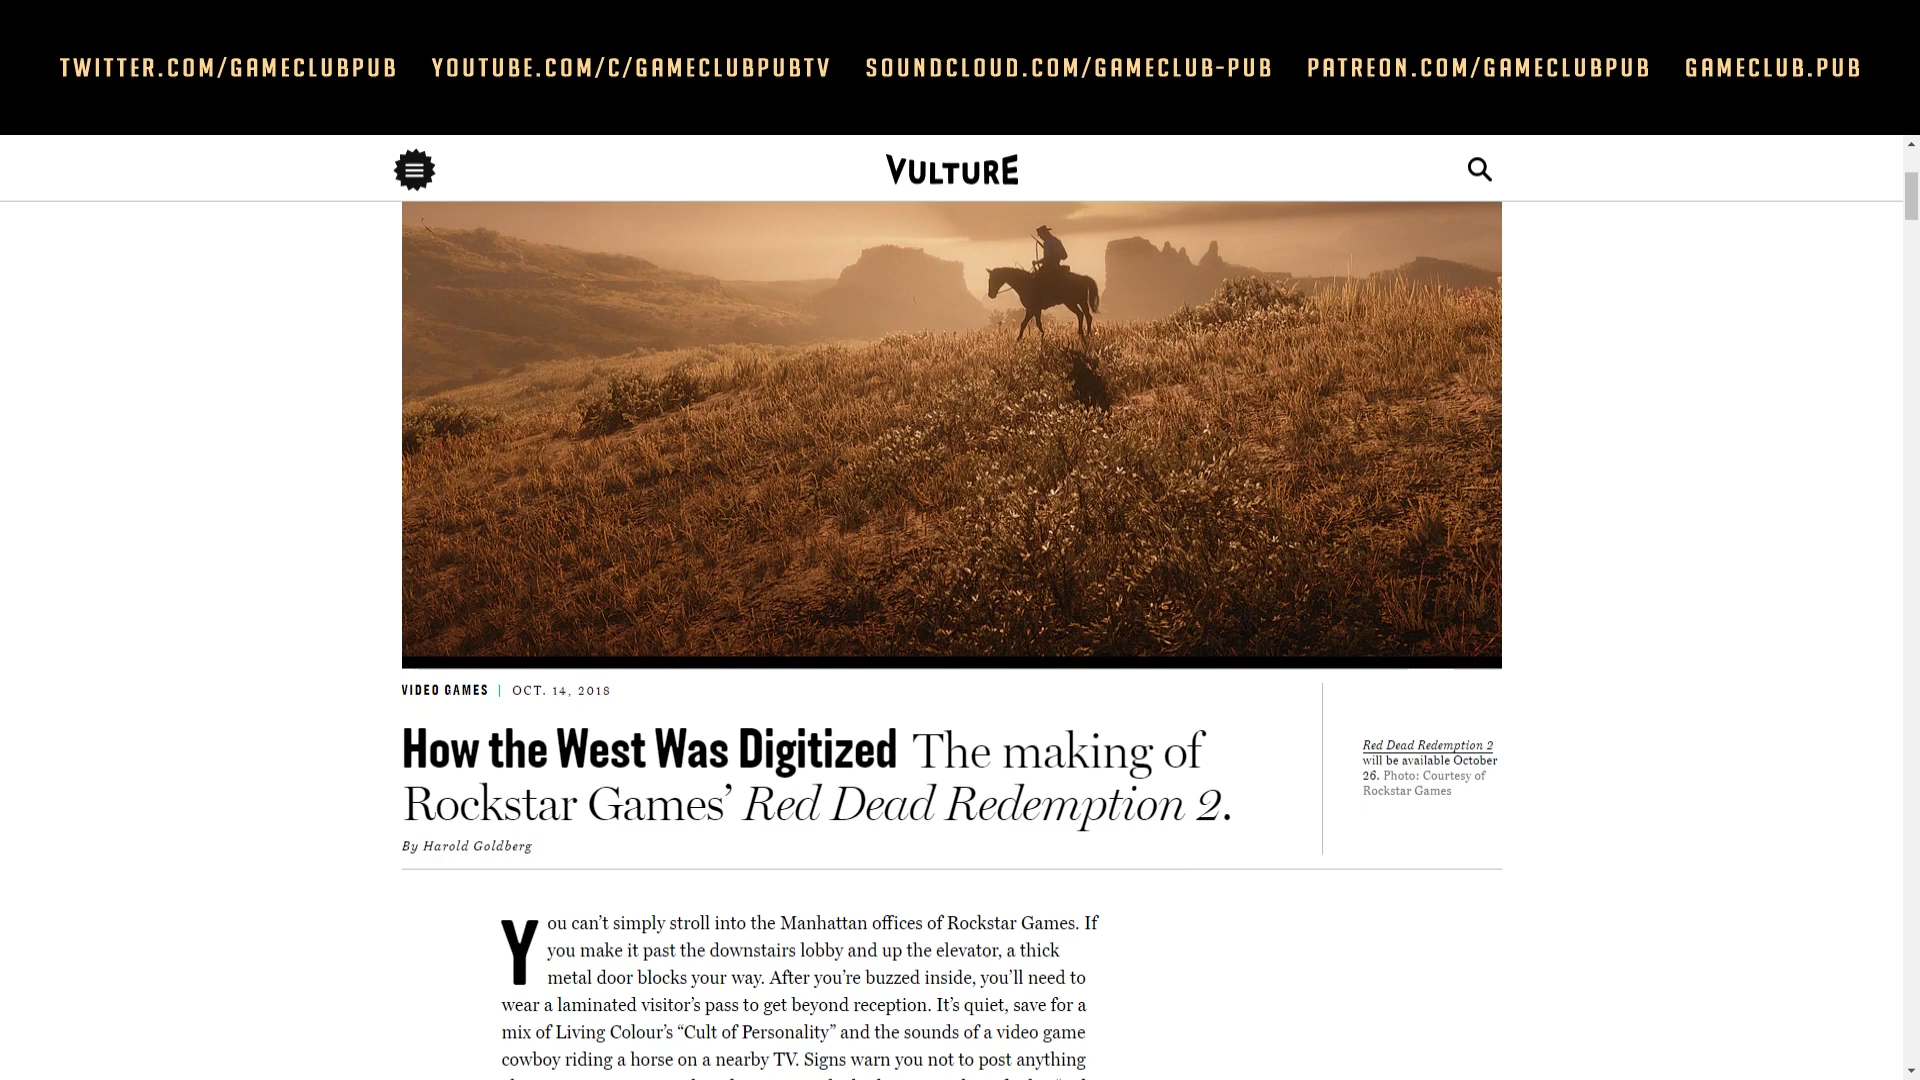 TWITTER.COM/GAMECLUBPUB YOUTUBE.COM/C/GAMECLUBPUBTV SOUNDCLOUD.COM/GAMECLUB-PUB PATREON.COM/GAMECLUBPUB GAMECLUB.PUB
VULTURE
VIDEO GAMES | OCT. 14, 2018
How the West Was Digitized The making of
Rockstar Games’ Red Dead Redemption 2.
By Harold Goldberg
Red Dead Redemption 2
will be available October
26. Photo: Courtesy of
Rockstar Games
You can’t simply stroll into the Manhattan offices of Rockstar Games. If
you make it past the downstairs lobby and up the elevator, a thick
metal door blocks your way. After you’re buzzed inside, you’ll need to
wear a laminated visitor’s pass to get beyond reception. It’s quiet, save for a
mix of Living Colour’s “Cult of Personality” and the sounds of a video game
cowboy riding a horse on a nearby TV. Signs warn you not to post anything